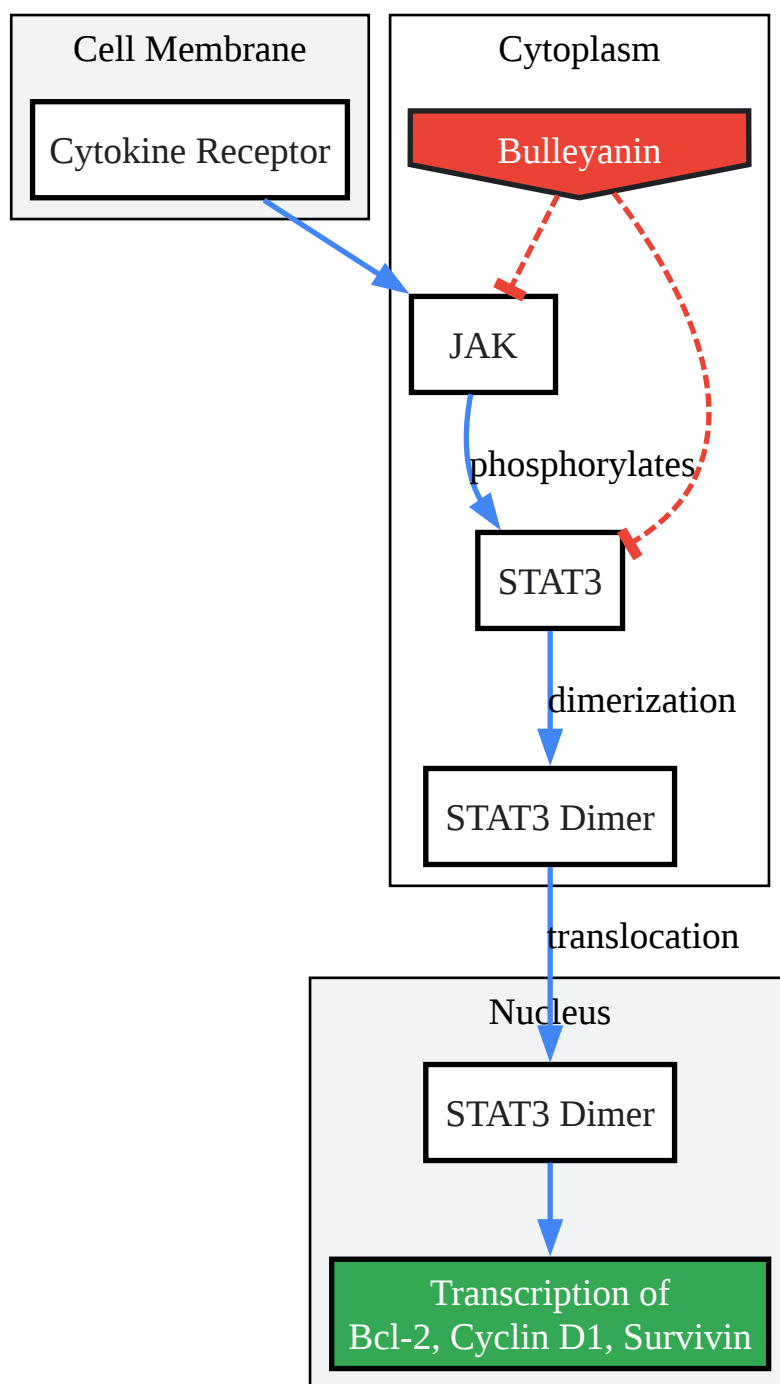 Cell Membrane
Cytokine Receptor
Cytoplasm
Bulleyanin
JAK
phosphorylates
STAT3
dimerization
STAT3 Dimer
translocation
Nucleus
STAT3 Dimer
Transcription of
Bcl-2, Cyclin D1, Survivin